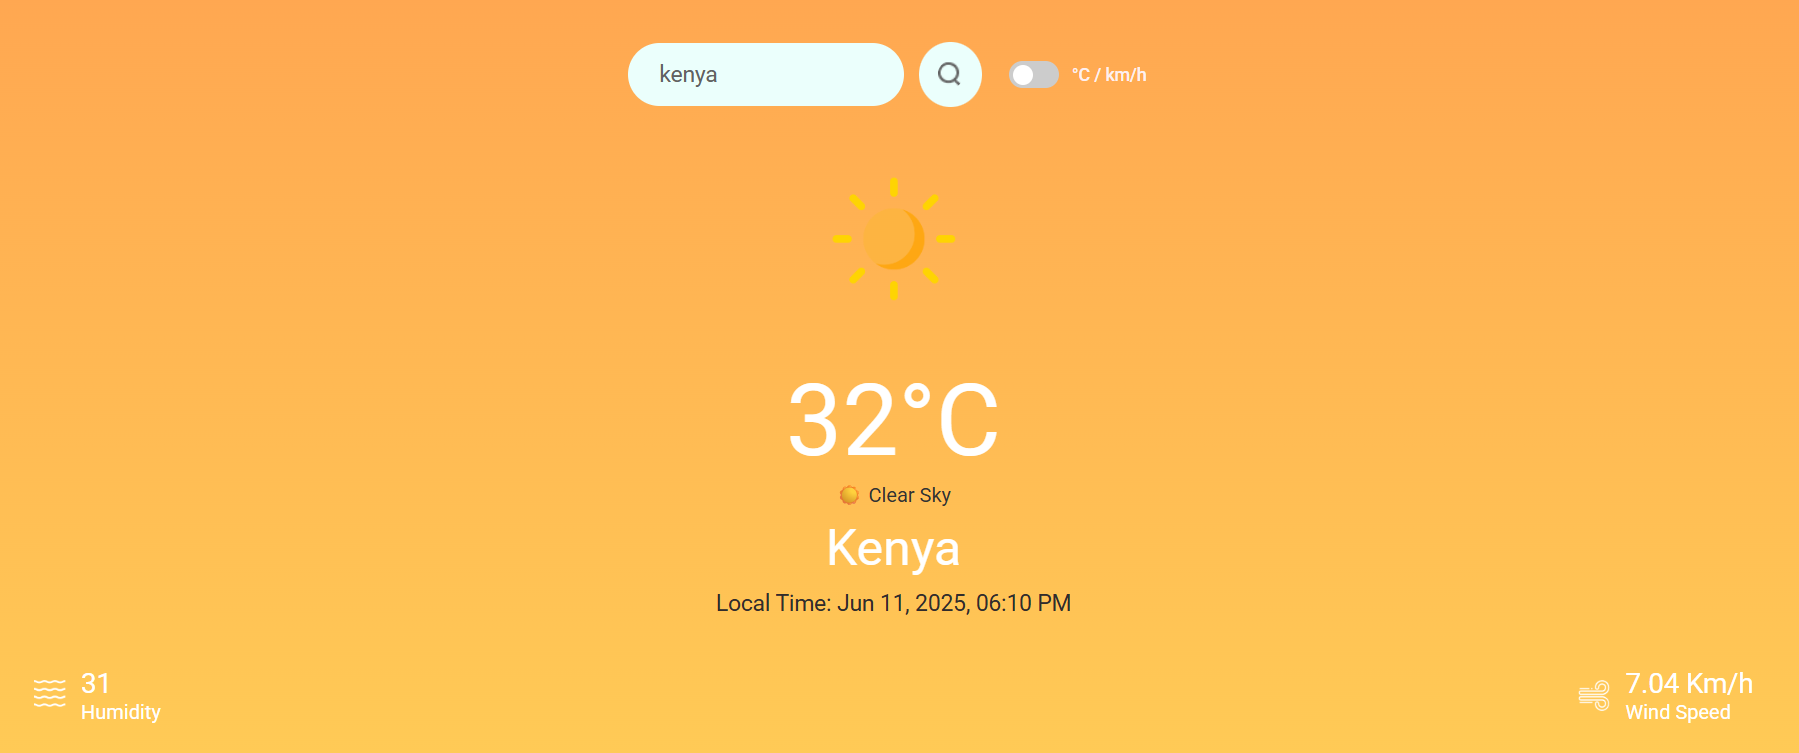 kenya
°C / km/h
32°C
Clear Sky
Kenya
Local Time: Jun 11, 2025, 06:10 PM
31
Humidity
7.04 Km/h
Wind Speed